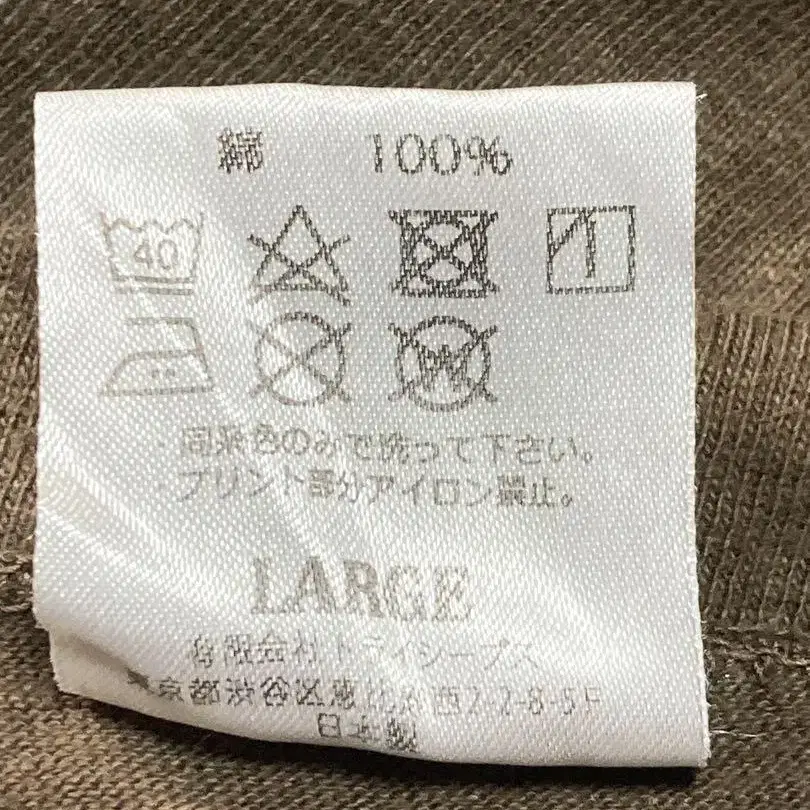 綿 100%
40
W
・同系色のみで洗って下さい。
・プリント部分アイロン禁止。
LARGE
有限会社トライシープス
東京都渋谷区恵比寿西2-2-8-5F
日本製